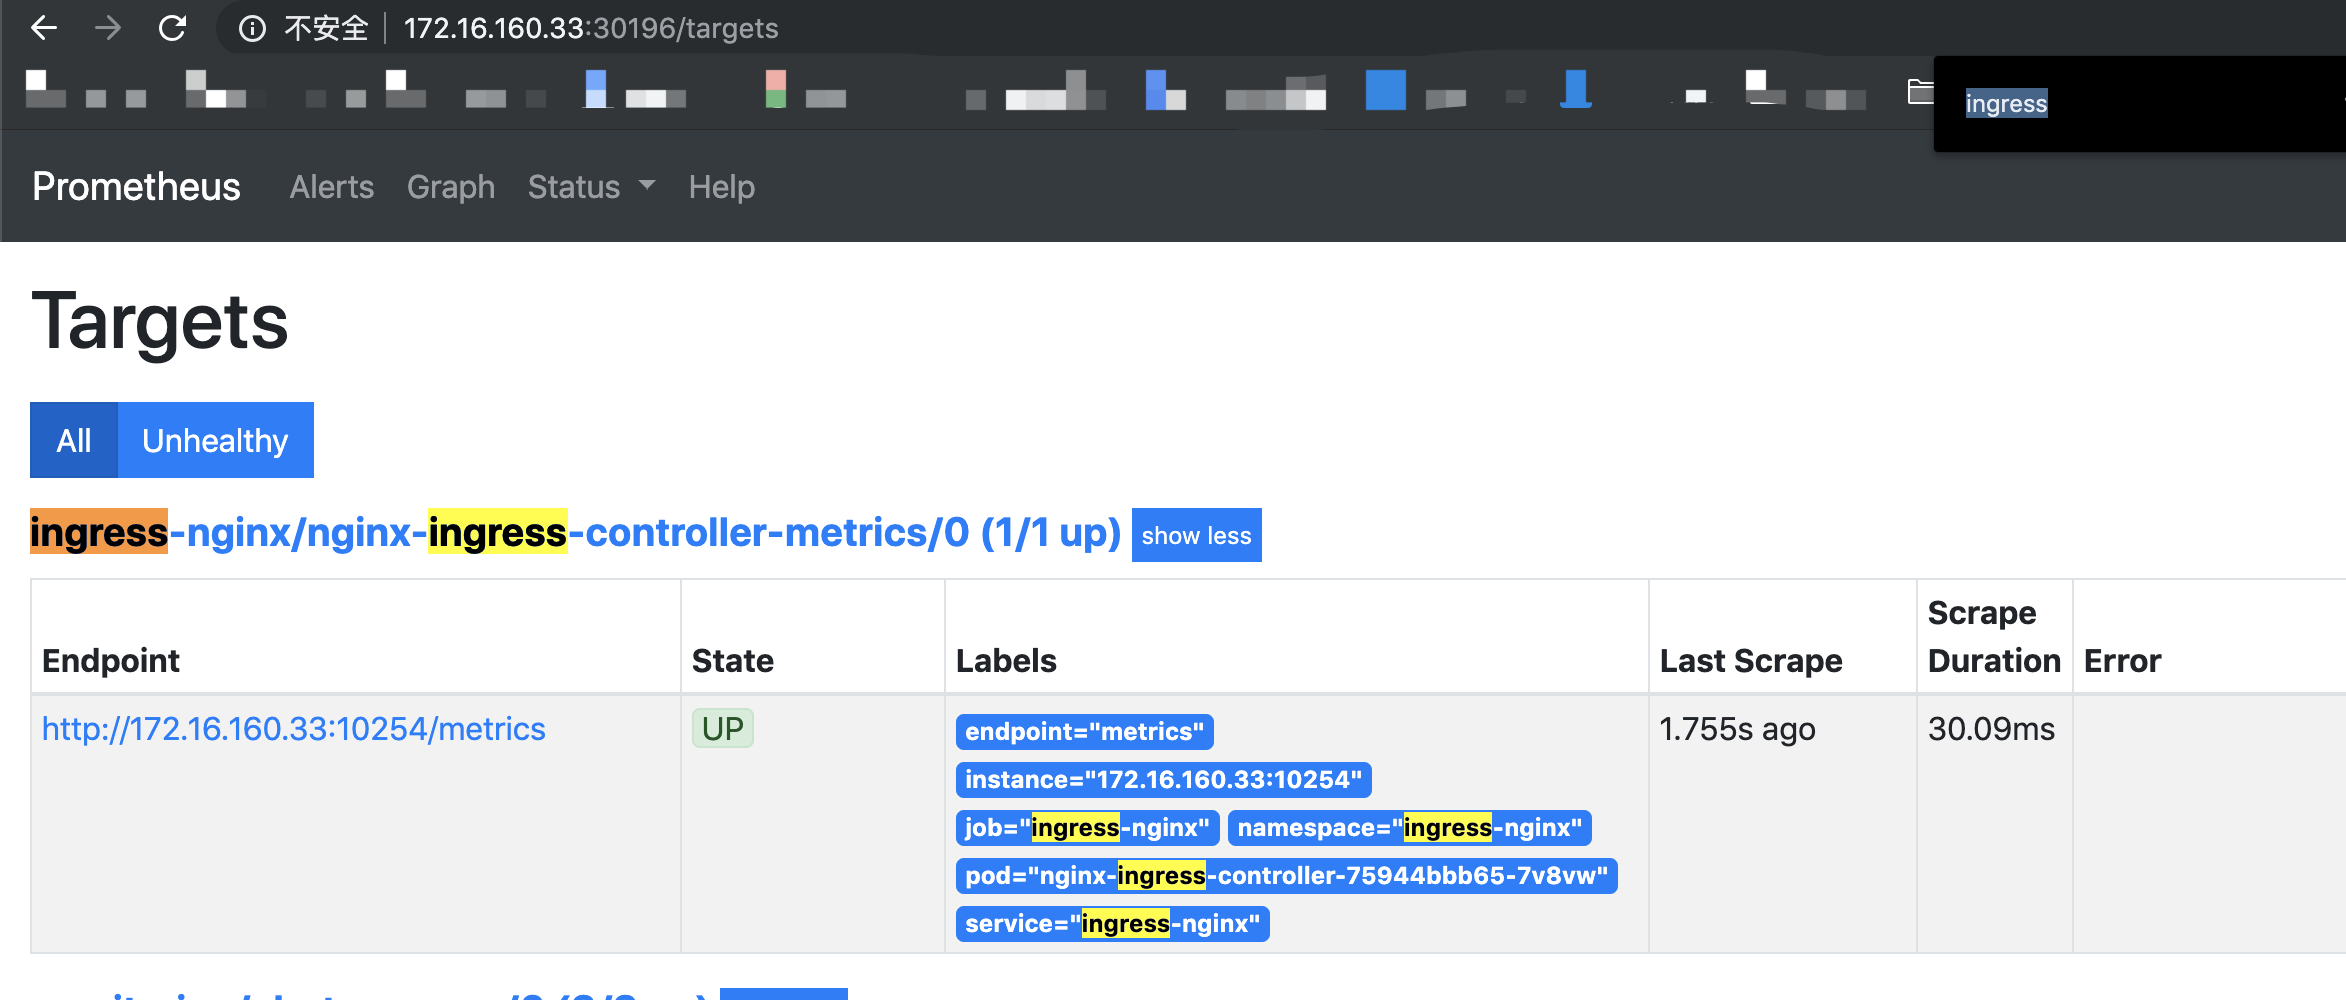 不安全 172.16.160.33:30196/targets
ingress
Prometheus Alerts Graph Status Help
Targets
All Unhealthy
ingress-nginx/nginx-ingress-controller-metrics/0 (1/1 up) show less
Endpoint State Labels Last Scrape Scrape Duration Error
http://172.16.160.33:10254/metrics UP endpoint="metrics" 1.755s ago 30.09ms
instance="172.16.160.33:10254"
job="ingress-nginx" namespace="ingress-nginx"
pod="nginx-ingress-controller-75944bbb65-7v8vw"
service="ingress-nginx"